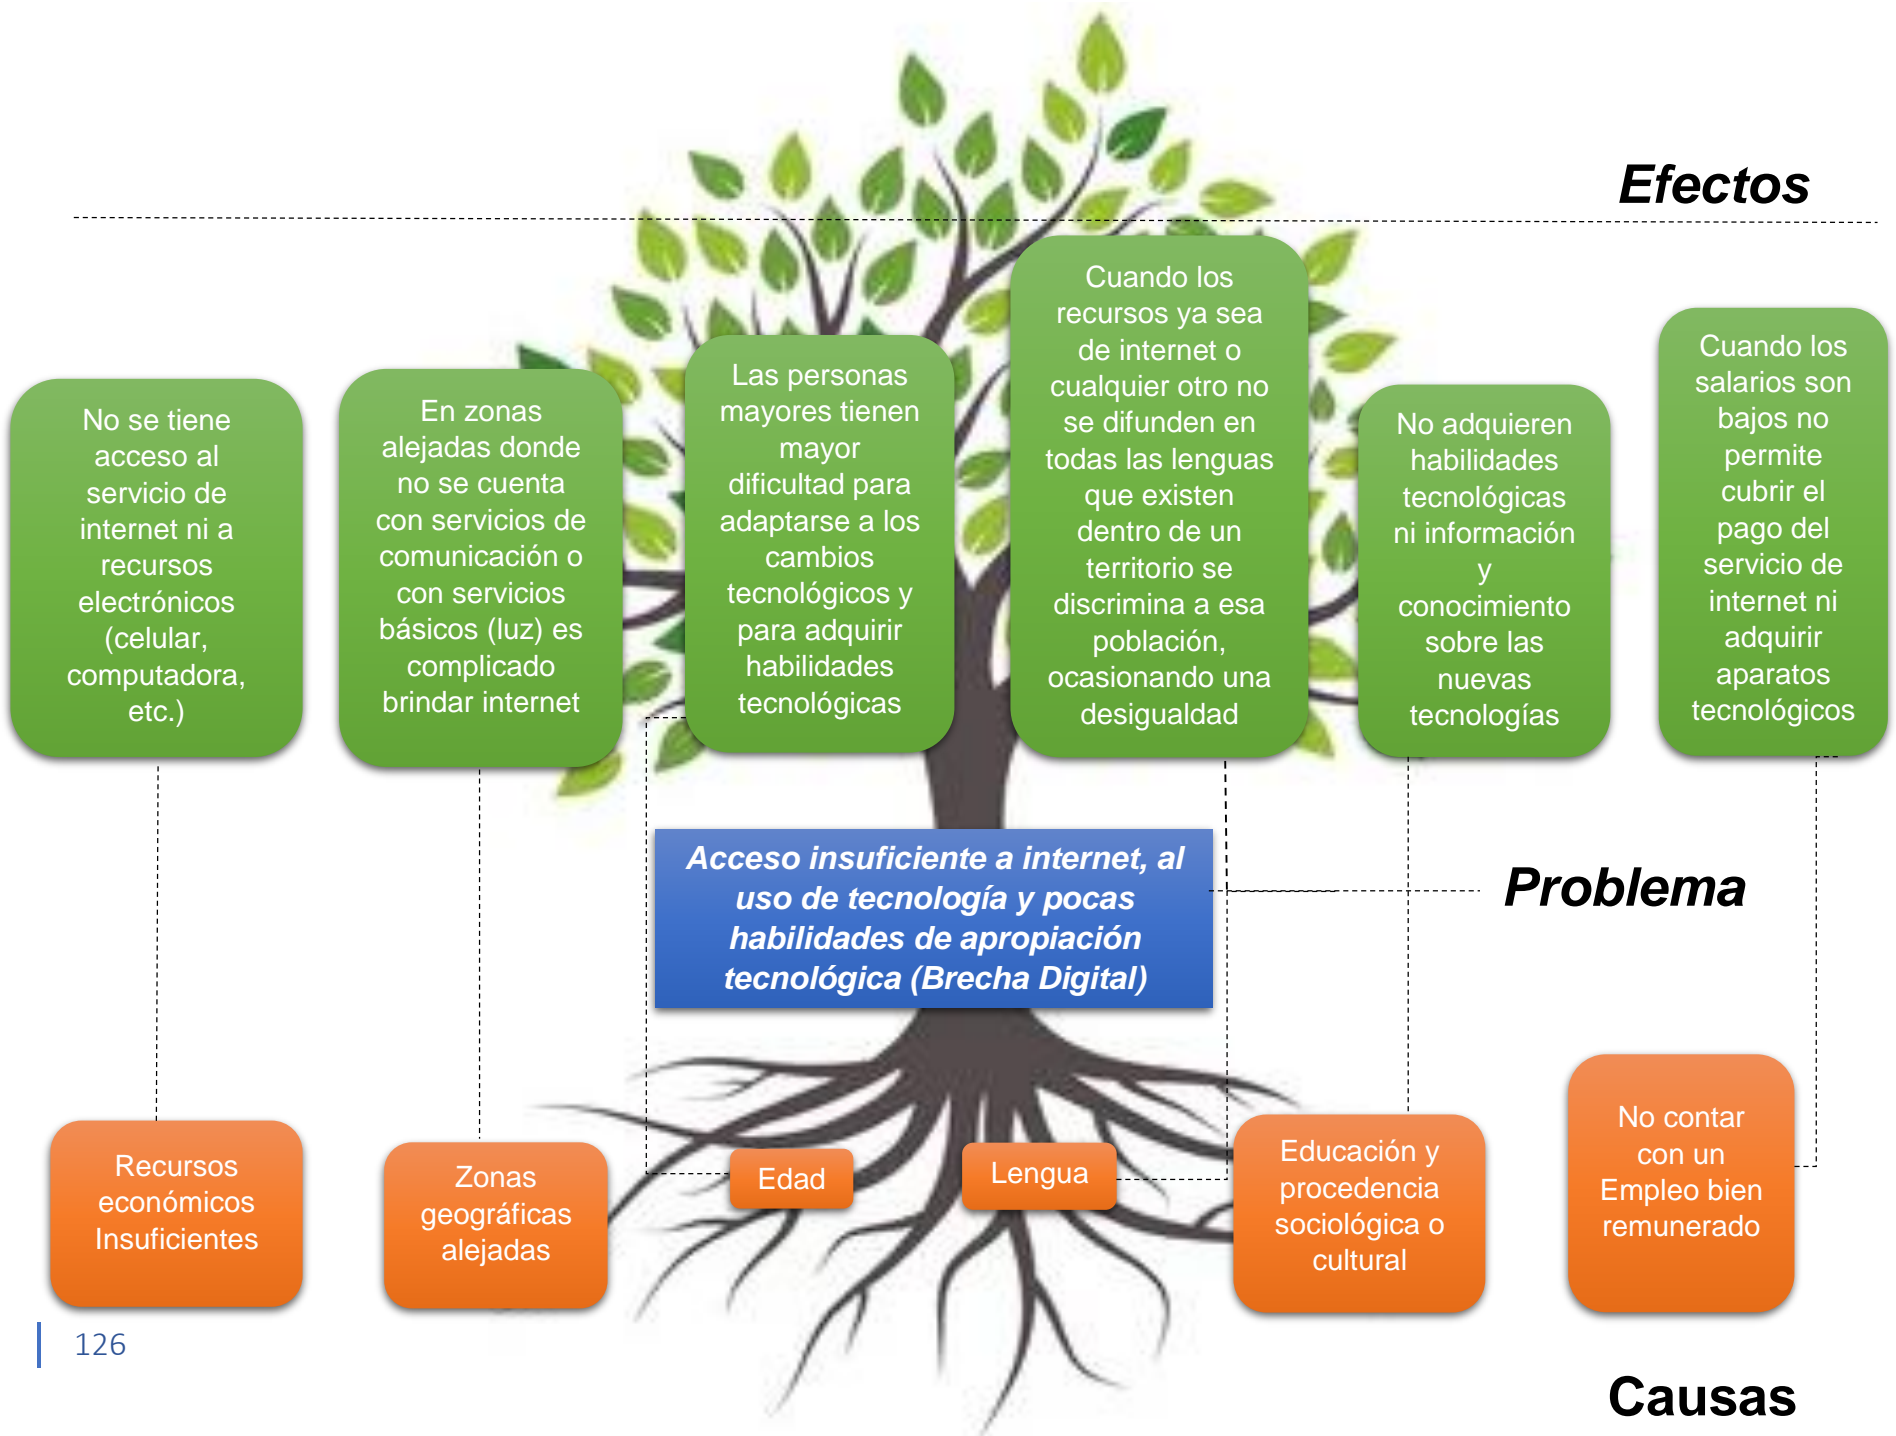 Efectos
No se tiene
acceso al
servicio de
internet ni a
recursos
electrónicos
(celular,
computadora,
etc.)
En zonas
alejadas donde
no se cuenta
con servicios de
comunicación o
con servicios
básicos (luz) es
complicado
brindar internet
Las personas
mayores tienen
mayor
dificultad para
adaptarse a los
cambios
tecnológicos y
para adquirir
habilidades
tecnológicas
Cuando los
recursos ya sea
de internet o
cualquier otro no
se difunden en
todas las lenguas
que existen
dentro de un
territorio se
discrimina a esa
población,
ocasionando una
desigualdad
No adquieren
habilidades
tecnológicas
ni información
y
conocimiento
sobre las
nuevas
tecnologías
Cuando los
salarios son
bajos no
permite
cubrir el
pago del
servicio de
internet ni
adquirir
aparatos
tecnológicos
Acceso insuficiente a internet, al
uso de tecnología y pocas
habilidades de apropiación
tecnológica (Brecha Digital)
Problema
Recursos
económicos
Insuficientes
Zonas
geográficas
alejadas
Edad
Lengua
Educación y
procedencia
sociológica o
cultural
No contar
con un
Empleo bien
remunerado
126
Causas